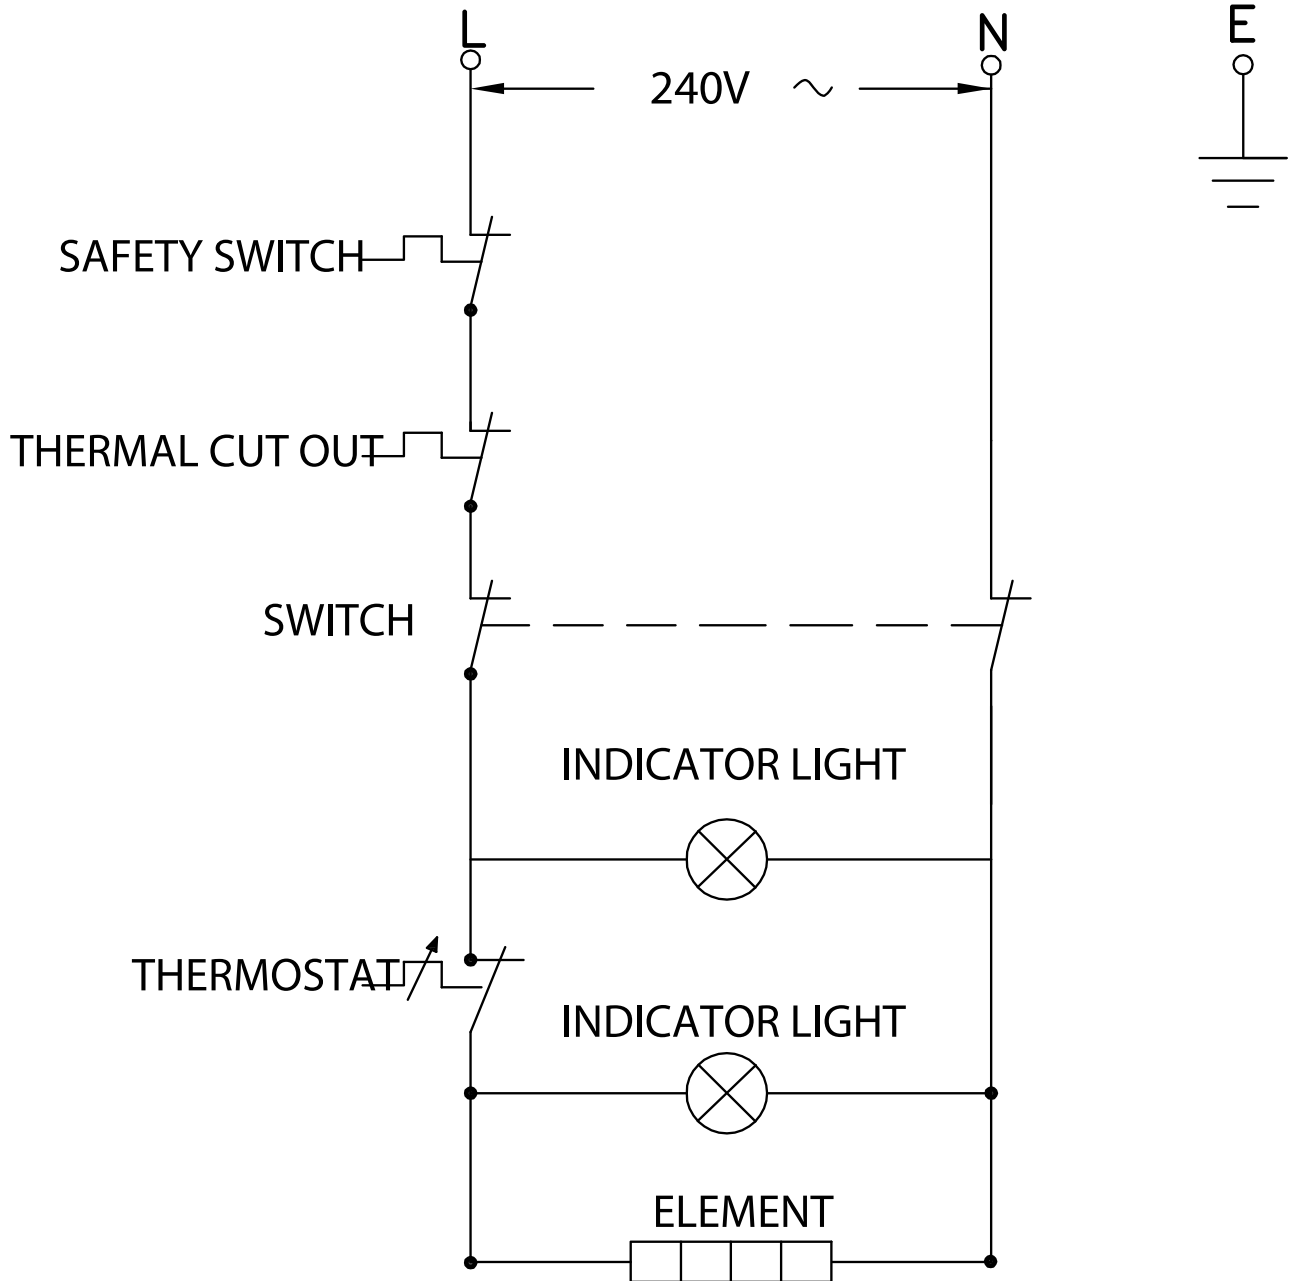 L
N
E
240V ~
SAFETY SWITCH
THERMAL CUT OUT
SWITCH
INDICATOR LIGHT
THERMOSTAT
INDICATOR LIGHT
ELEMENT